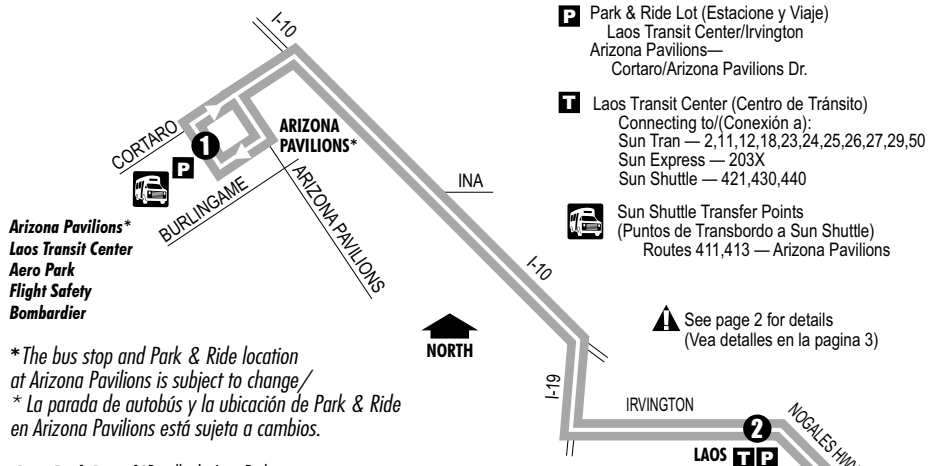 I-10
CORTARO
1
P
ARIZONA
PAVILIONS*
BURLINGAME
ARIZONA PAVILIONS
INA
I-10
Arizona Pavilions*
Laos Transit Center
Aero Park
Flight Safety
Bombardier
NORTH
*The bus stop and Park & Ride location
at Arizona Pavilions is subject to change/
* La parada de autobús y la ubicación de Park & Ride
en Arizona Pavilions está sujeta a cambios.
I-19
IRVINGTON
2
NOGALES HWY
LAOS T P
P Park & Ride Lot (Estacione y Viaje)
Laos Transit Center/Irvington
Arizona Pavilions—
Cortaro/Arizona Pavilions Dr.
T Laos Transit Center (Centro de Tránsito)
Connecting to/(Conexión a):
Sun Tran — 2,11,12,18,23,24,25,26,27,29,50
Sun Express — 203X
Sun Shuttle — 421,430,440
Sun Shuttle Transfer Points
(Puntos de Transbordo a Sun Shuttle)
Routes 411,413 — Arizona Pavilions
See page 2 for details
(Vea detalles en la pagina 3)